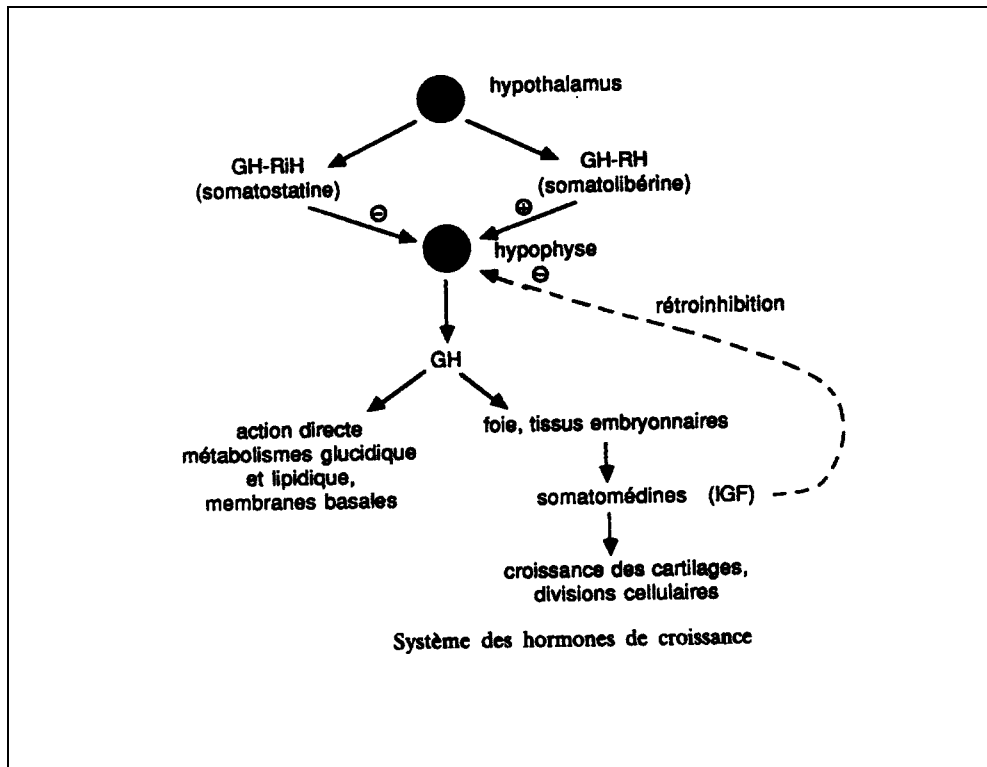 hypothalamus
GH-RiH
(somatostatine)
GH-RH
(somatolibérine)
⊖
⊕
hypophyse
⊖
rétroinhibition
GH
action directe
métabolismes glucidique
et lipidique,
membranes basales
foie, tissus embryonnaires
somatomédines (IGF)
croissance des cartilages,
divisions cellulaires
Système des hormones de croissance